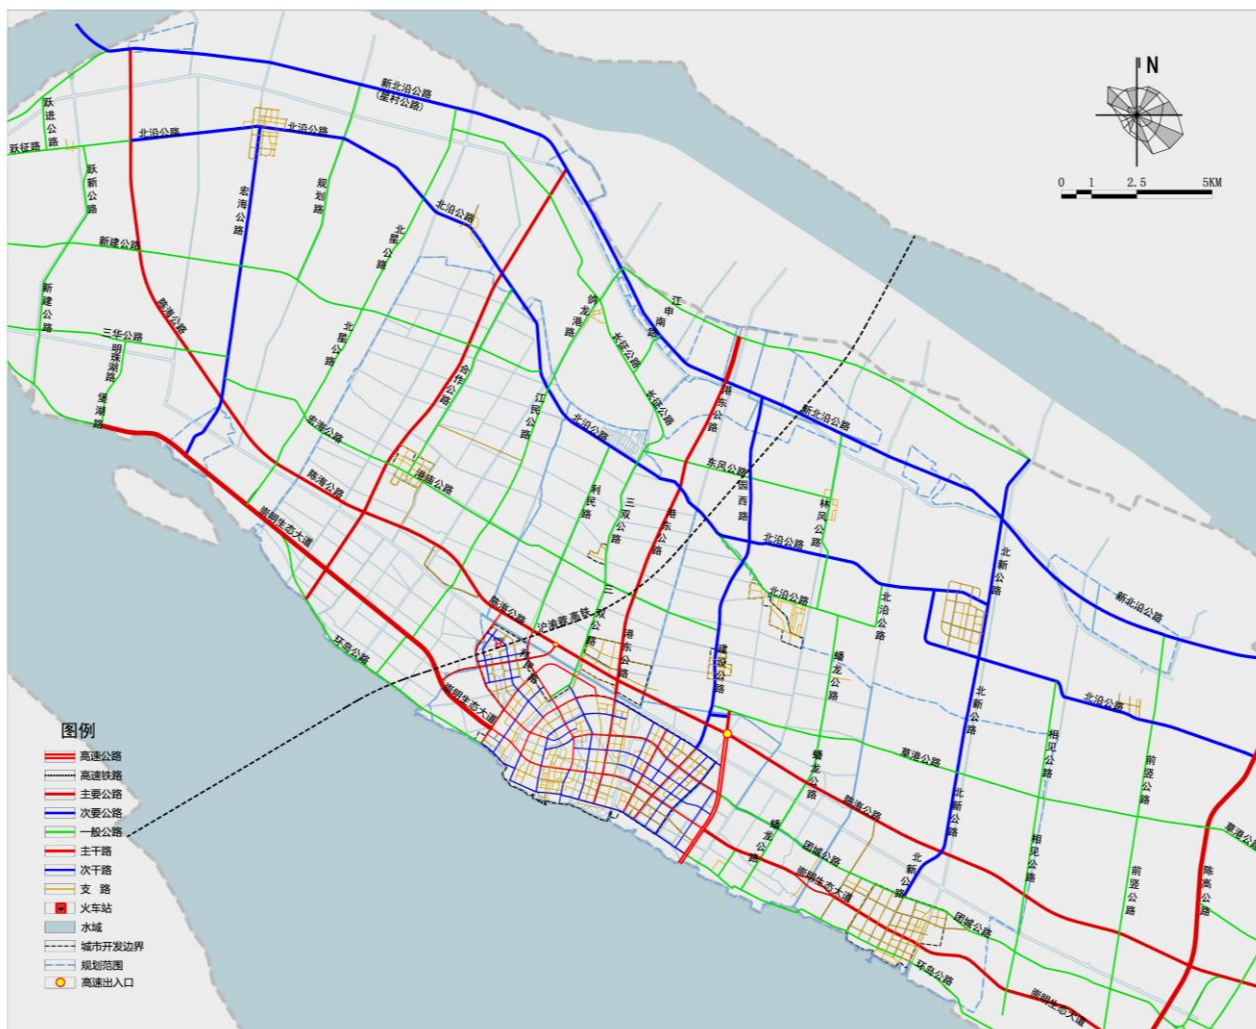 N
0 1 2.5 5KM
新北沿公路
(星村公路)
跃进公路
北沿公路
北沿公路
跃征路
跃新公路
宏海公路
规划路
北沿公路
北星公路
新建公路
新建公路
陈海公路
鸽龙港路
江申南路
长征公路
三华公路
明珠湖路
北星公路
合作公路
江民公路
长征公路
港东公路
堡湖路
宏海公路
北沿公路
新北沿公路
港庙公路
东风公路
陈海公路
园西路
利民路
三双公路
林风公路
港东公路
崇明生态大道
北沿公路
北新公路
北沿公路
北沿公路
新北沿公路
陈海公路
沪渝蓉高铁
三双公路
环岛公路
港东公路
利民路
建设公路
蟠龙公路
崇明生态大道
北新公路
北沿公路
相见公路
前竖公路
草港公路
蟠龙公路
陈海公路
北新公路
草港公路
蟠龙公路
团城公路
崇明生态大道
北新公路
相见公路
前竖公路
陈高公路
团城公路
环岛公路
崇明生态大道
图例
高速公路
高速铁路
主要公路
次要公路
一般公路
主干路
次干路
支 路
火车站
水域
城市开发边界
规划范围
高速出入口